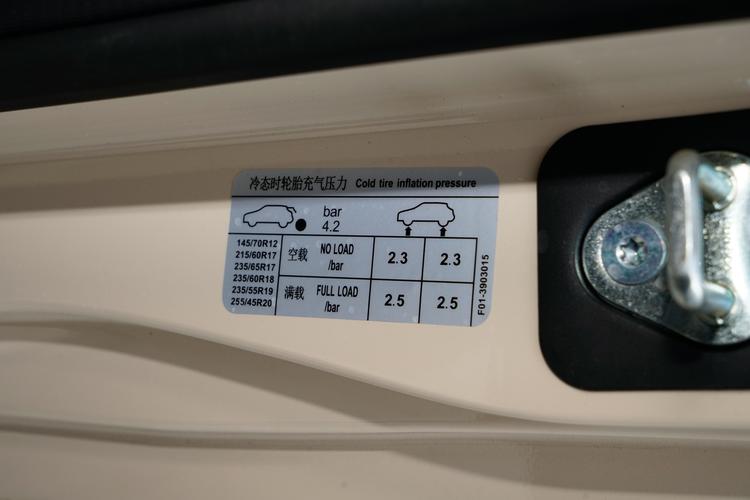 冷态时轮胎充气压力 Cold tire inflation pressure
bar
4.2
145/70R12
215/60R17
235/65R17
235/60R18
235/55R19
255/45R20
空载 NO LOAD /bar 2.3 2.3
满载 FULL LOAD /bar 2.5 2.5
F01-3903015